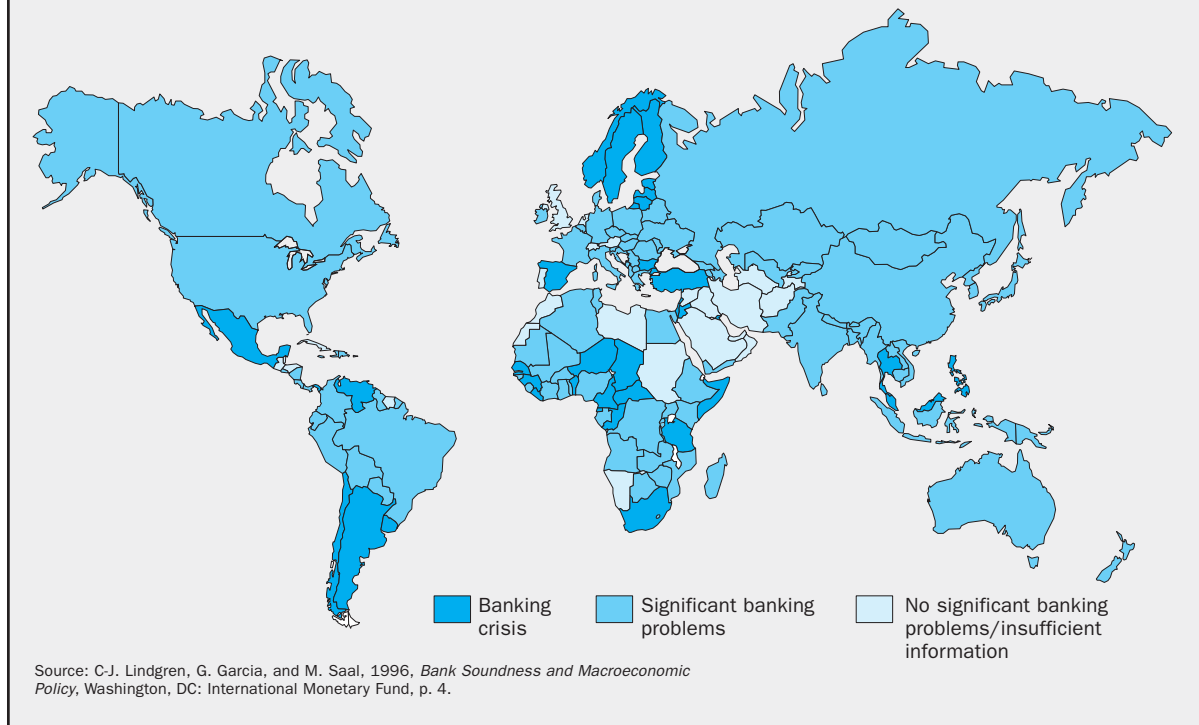 Banking
crisis
Significant banking
problems
No significant banking
problems/insufficient
information
Source: C-J. Lindgren, G. Garcia, and M. Saal, 1996, Bank Soundness and Macroeconomic
Policy, Washington, DC: International Monetary Fund, p. 4.